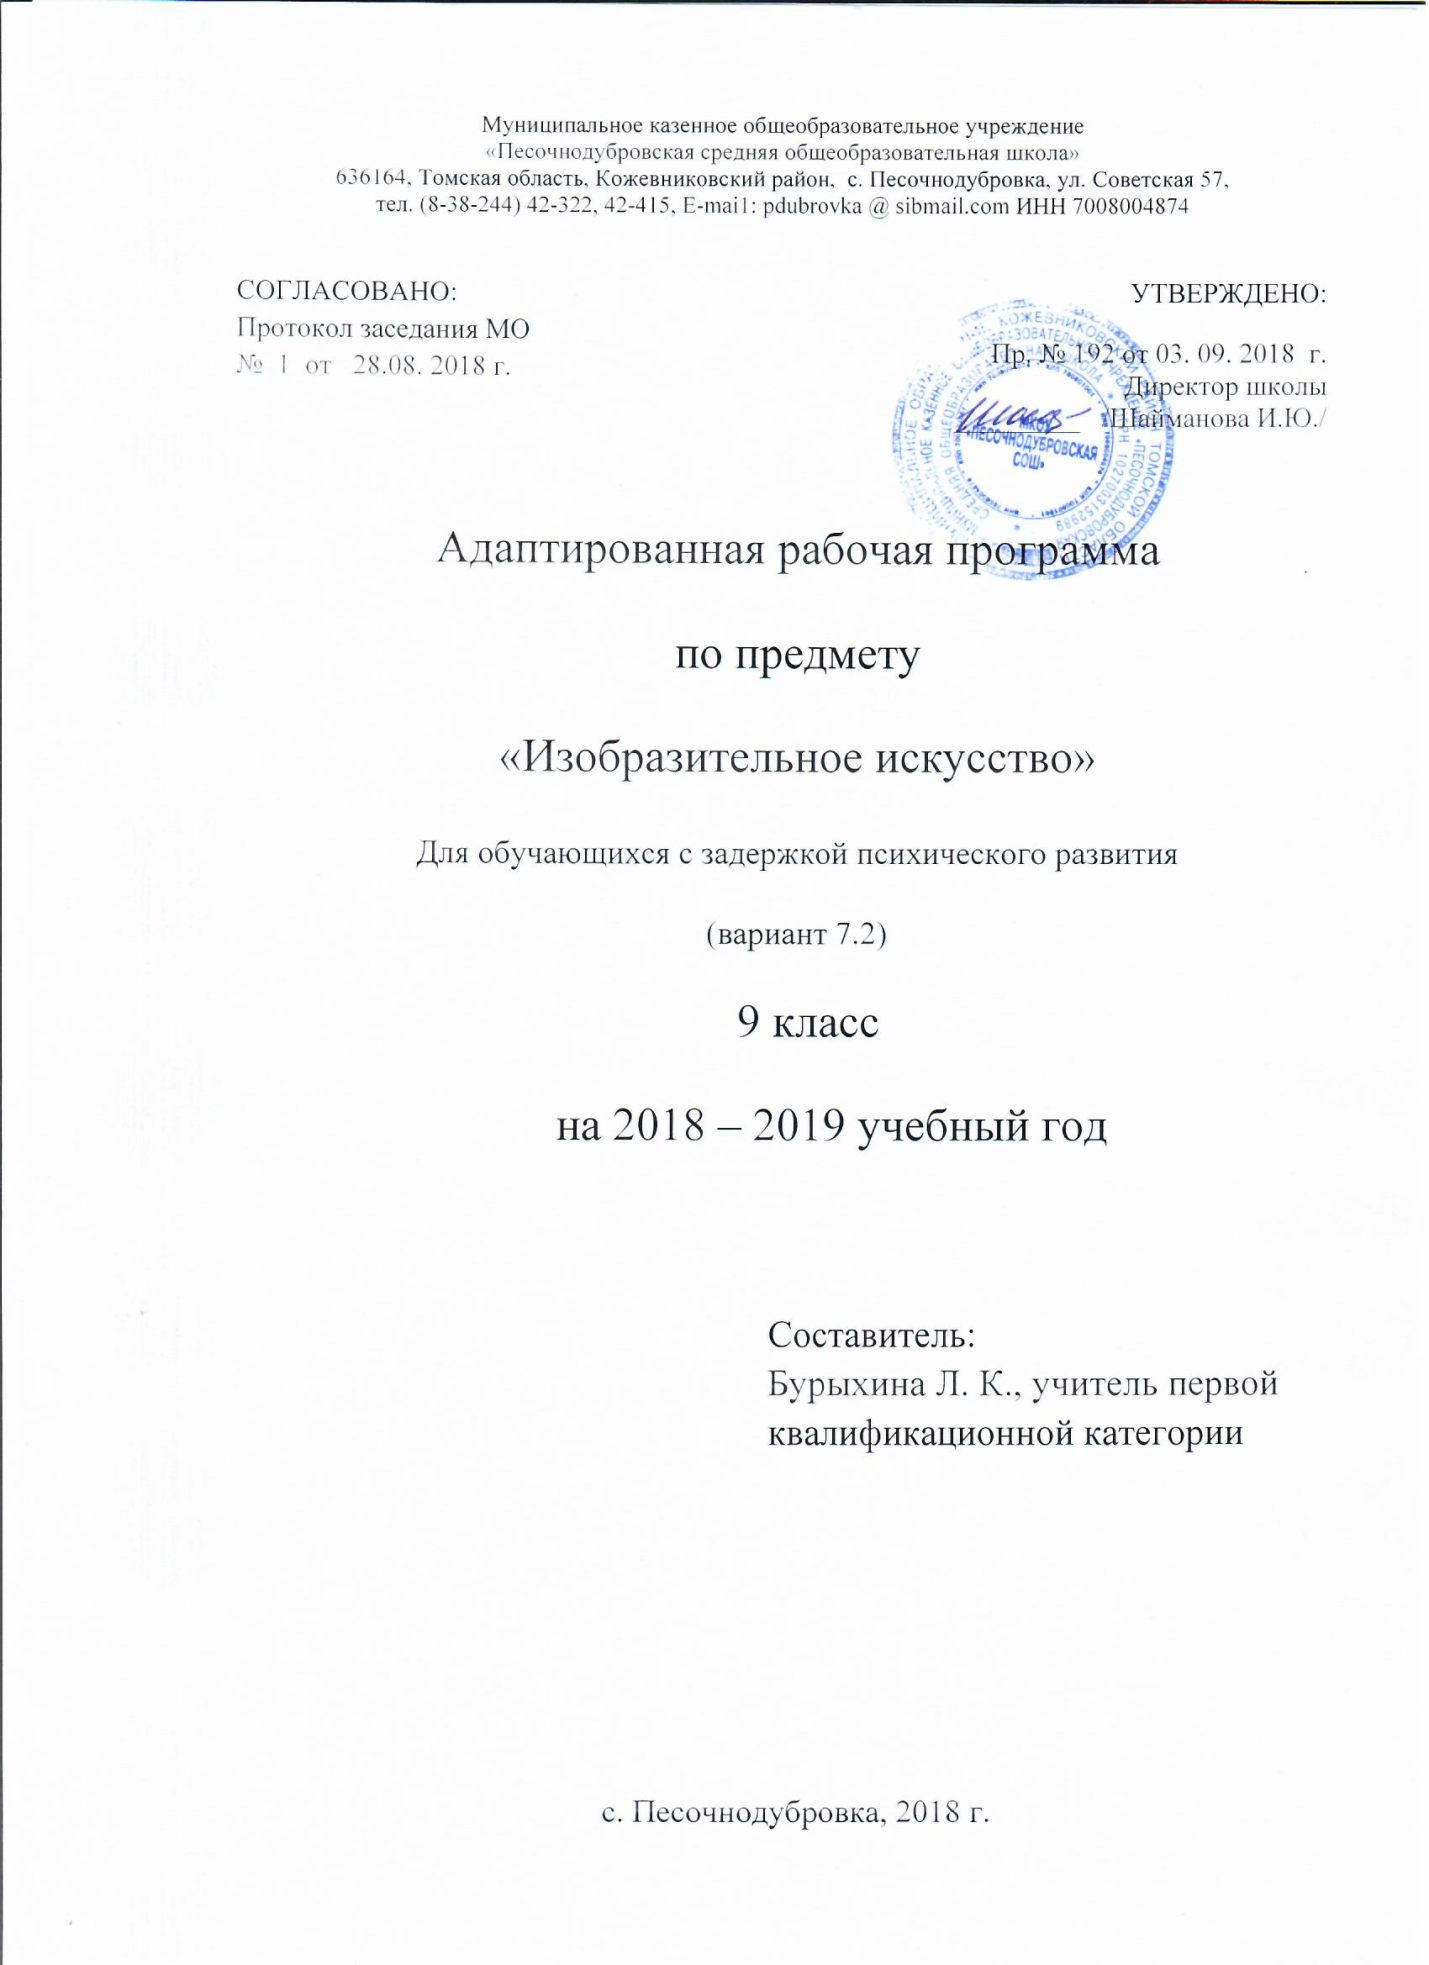 Муниципальное казенное общеобразовательное учреждение
«Песочнодубровская средняя общеобразовательная школа»
636164, Томская область, Кожевниковский район, с. Песочнодубровка, ул. Советская 57,
тел. (8-38-244) 42-322, 42-415, E-mail: pdubrovka @ sibmail.com ИНН 7008004874
СОГЛАСОВАНО:
Протокол заседания МО
№ 1 от 28.08. 2018 г.
УТВЕРЖДЕНО:
Пр. № 192 от 03. 09. 2018 г.
Директор школы
/Шайманова И.Ю./
МКОУ
«ПЕСОЧНОДУБРОВСКАЯ
СОШ»
Адаптированная рабочая программа
по предмету
«Изобразительное искусство»
Для обучающихся с задержкой психического развития
(вариант 7.2)
9 класс
на 2018 – 2019 учебный год
Составитель:
Бурыхина Л. К., учитель первой
квалификационной категории
с. Песочнодубровка, 2018 г.